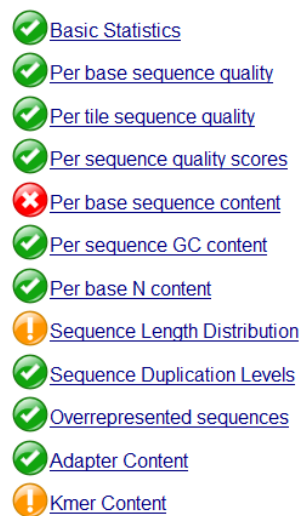 Basic Statistics
Per base sequence quality
Per tile sequence quality
Per sequence quality scores
Per base sequence content
Per sequence GC content
Per base N content
Sequence Length Distribution
Sequence Duplication Levels
Overrepresented sequences
Adapter Content
Kmer Content